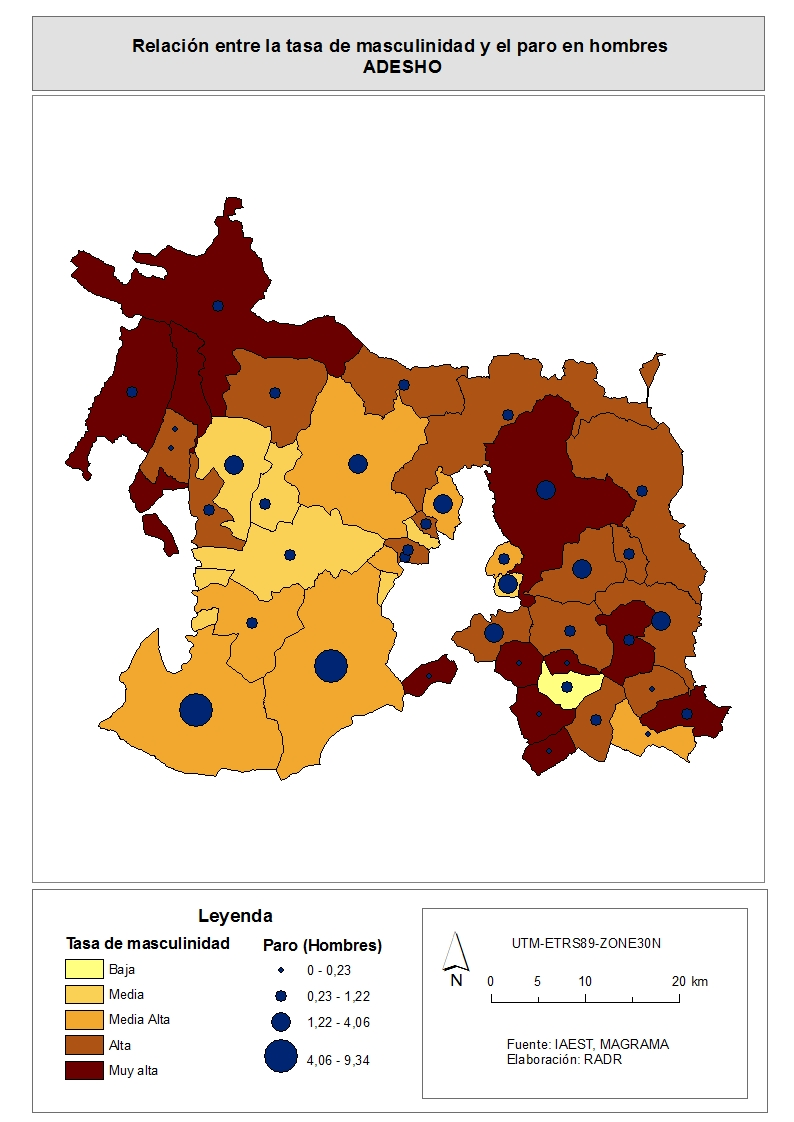 Relación entre la tasa de masculinidad y el paro en hombres
ADESHO
Leyenda
Tasa de masculinidad
Baja
Media
Media Alta
Alta
Muy alta
Paro (Hombres)
0 - 0,23
0,23 - 1,22
1,22 - 4,06
4,06 - 9,34
UTM-ETRS89-ZONE30N
N
0 5 10 20 km
Fuente: IAEST, MAGRAMA
Elaboración: RADR